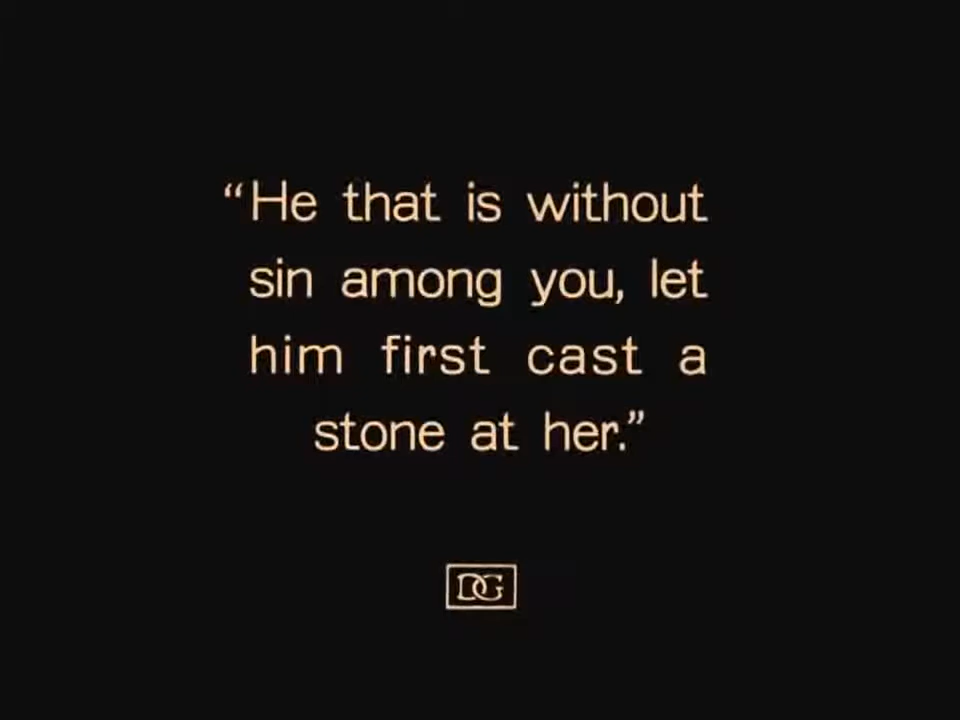 “He that is without
sin among you, let
him first cast a
stone at her.”
DG